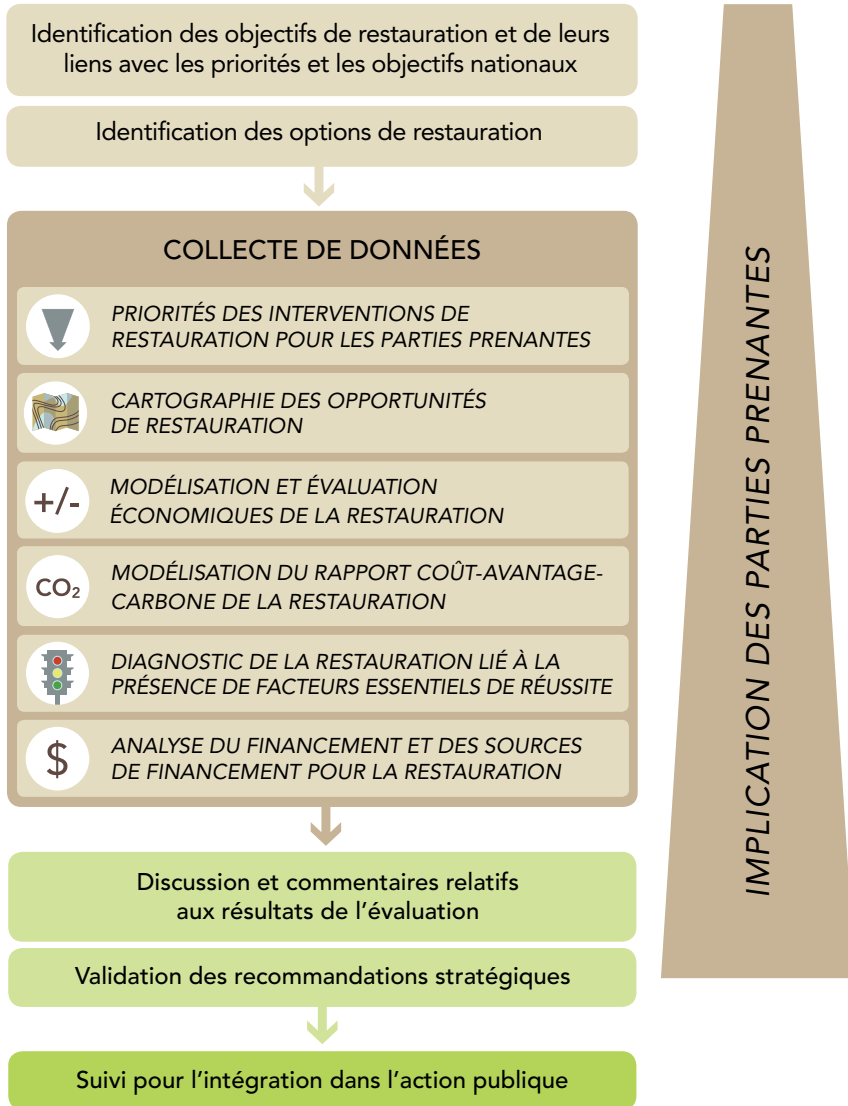 Identification des objectifs de restauration et de leurs
liens avec les priorités et les objectifs nationaux
Identification des options de restauration
COLLECTE DE DONNÉES
PRIORITÉS DES INTERVENTIONS DE
RESTAURATION POUR LES PARTIES PRENANTES
CARTOGRAPHIE DES OPPORTUNITÉS
DE RESTAURATION
+/-
MODÉLISATION ET ÉVALUATION
ÉCONOMIQUES DE LA RESTAURATION
CO₂
MODÉLISATION DU RAPPORT COÛT-AVANTAGE-
CARBONE DE LA RESTAURATION
DIAGNOSTIC DE LA RESTAURATION LIÉ À LA
PRÉSENCE DE FACTEURS ESSENTIELS DE RÉUSSITE
$
ANALYSE DU FINANCEMENT ET DES SOURCES
DE FINANCEMENT POUR LA RESTAURATION
Discussion et commentaires relatifs
aux résultats de l'évaluation
Validation des recommandations stratégiques
Suivi pour l'intégration dans l'action publique
IMPLICATION DES PARTIES PRENANTES